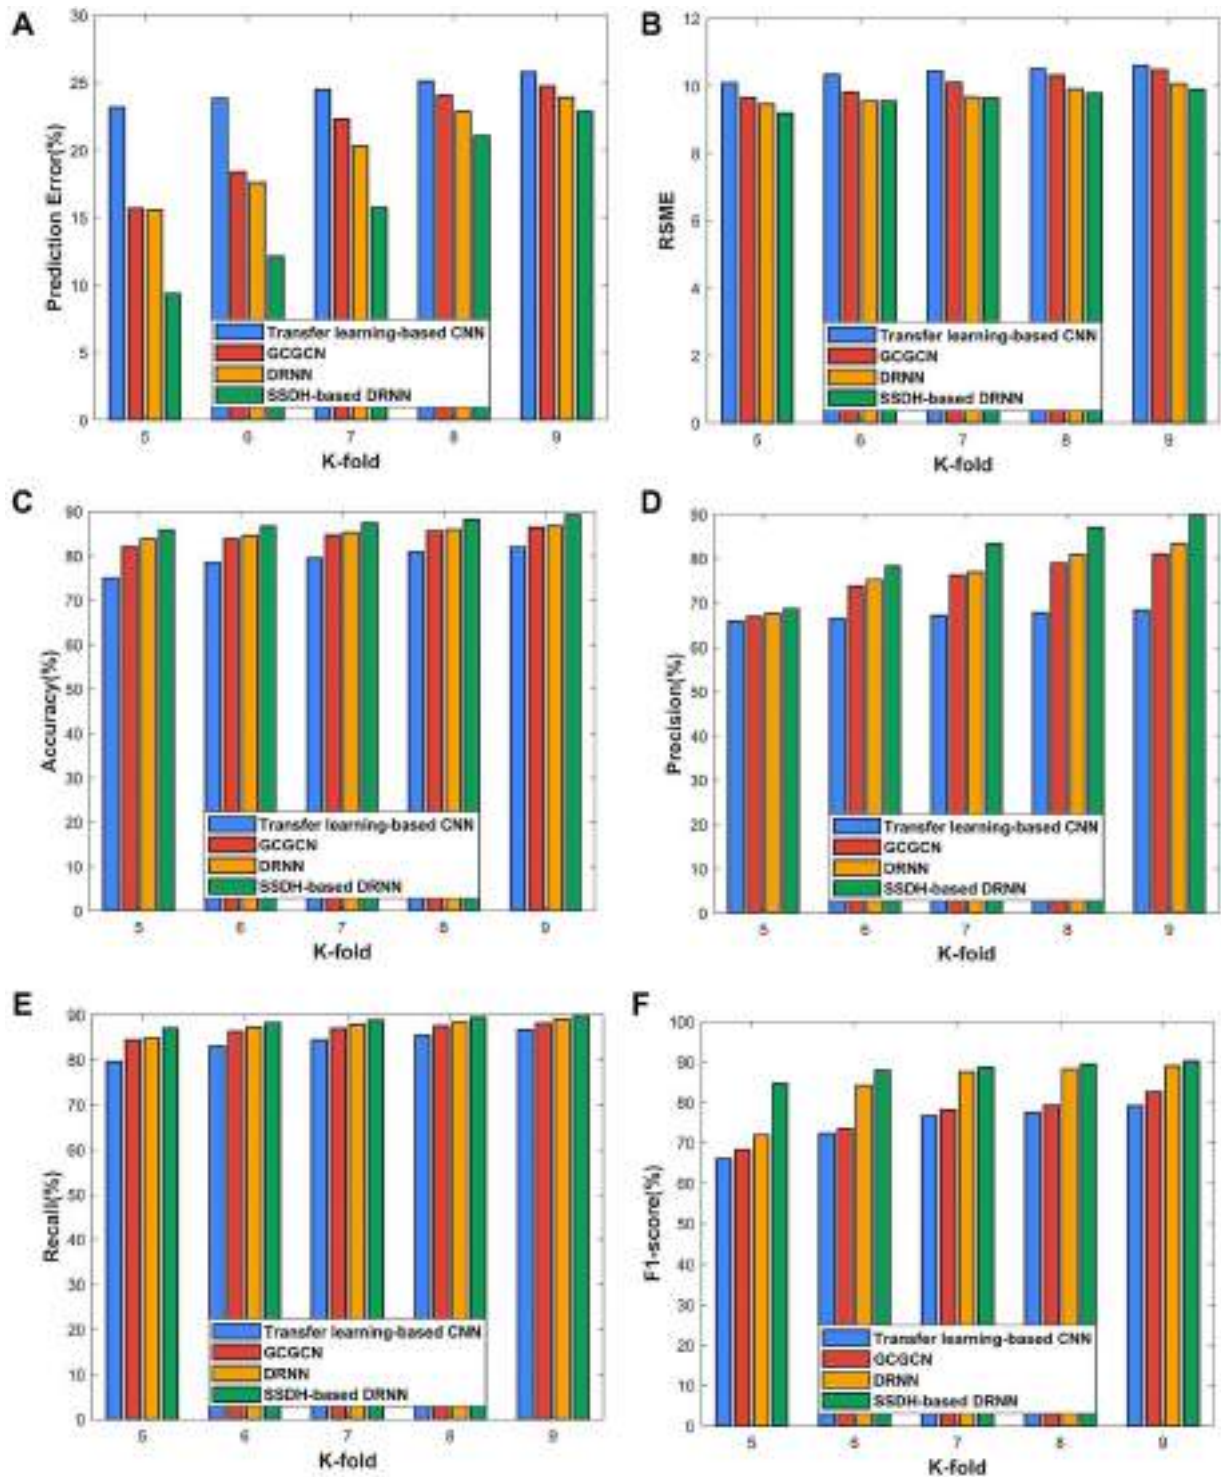 A
30
25
20
15
10
5
0
Prediction Error(%)
Transfer learning-based CNN
GCGCN
DRNN
SSDH-based DRNN
5 6 7 8 9
K-fold
B
12
10
8
6
4
2
0
RSME
Transfer learning-based CNN
GCGCN
DRNN
SSDH-based DRNN
5 6 7 8 9
K-fold
C
90
80
70
60
50
40
30
20
10
0
Accuracy(%)
Transfer learning-based CNN
GCGCN
DRNN
SSDH-based DRNN
5 6 7 8 9
K-fold
D
90
80
70
60
50
40
30
20
10
0
Precision(%)
Transfer learning-based CNN
GCGCN
DRNN
SSDH-based DRNN
5 6 7 8 9
K-fold
E
90
80
70
60
50
40
30
20
10
0
Recall(%)
Transfer learning-based CNN
GCGCN
DRNN
SSDH-based DRNN
5 6 7 8 9
K-fold
F
100
90
80
70
60
50
40
30
20
10
0
F1-score(%)
Transfer learning-based CNN
GCGCN
DRNN
SSDH-based DRNN
5 6 7 8 9
K-fold